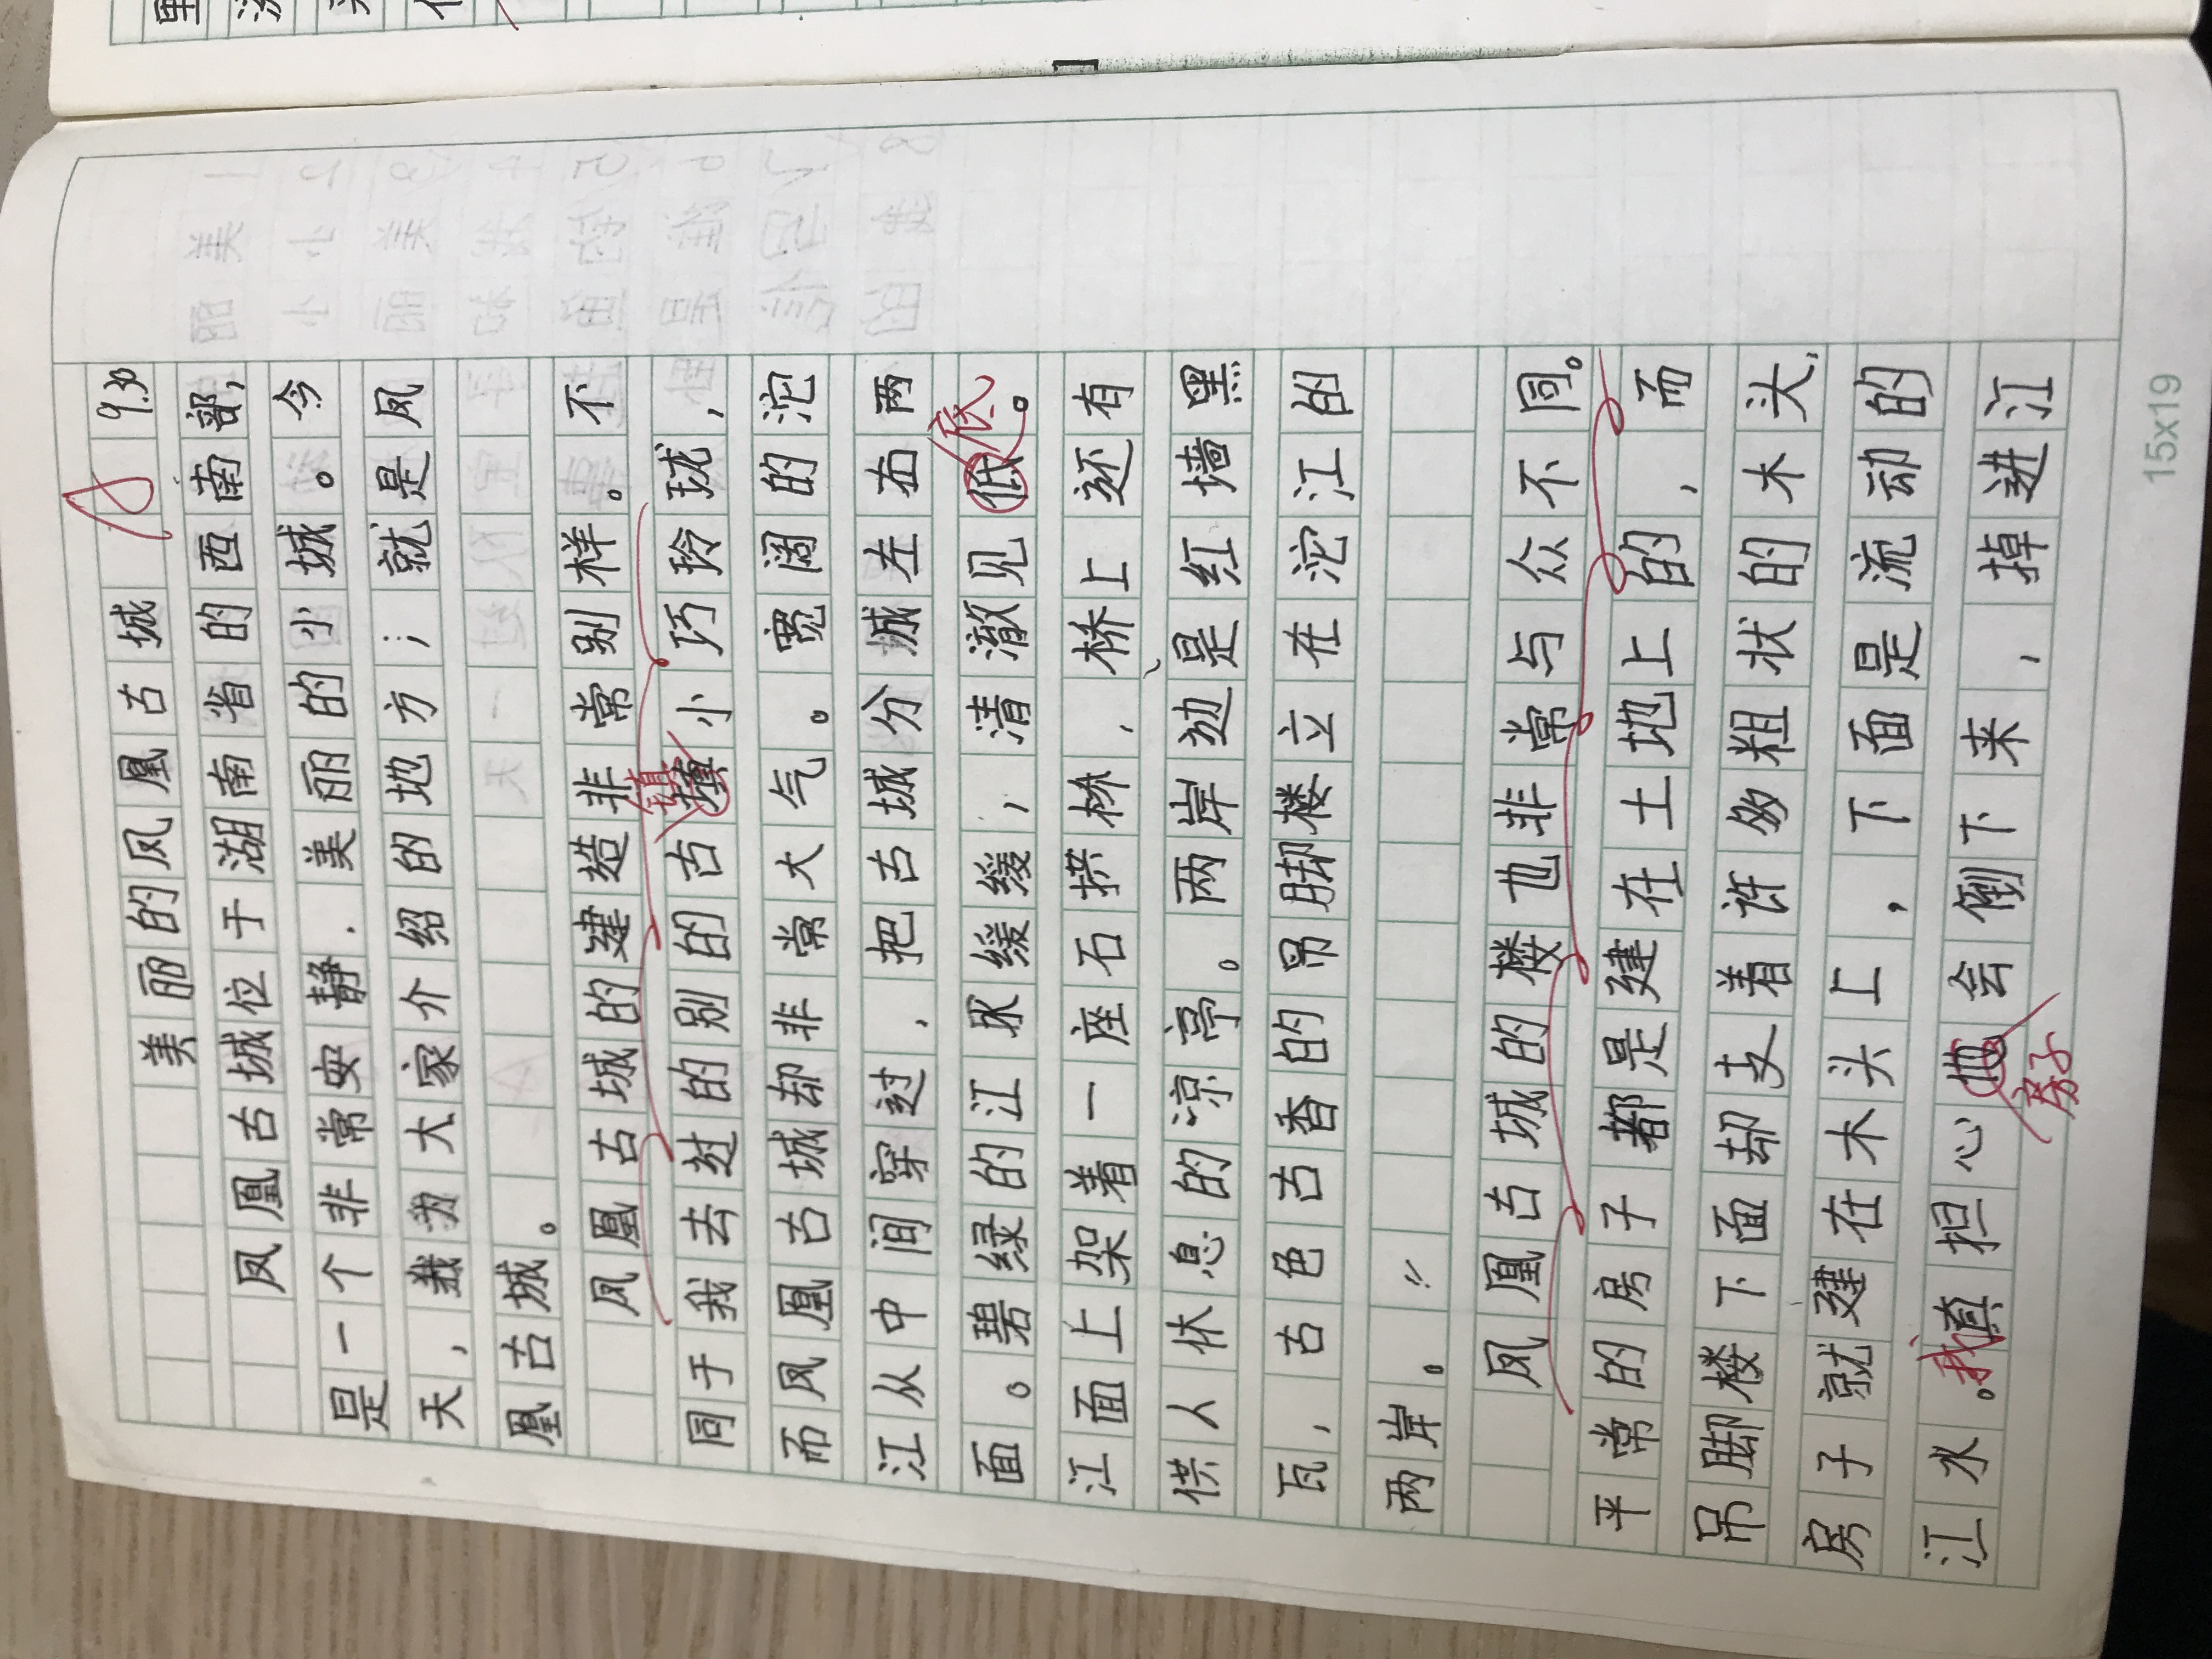 美丽的凤凰古城 A 9.30
凤凰古城位于湖南省的西南部,
是一个非常安静.美丽的小城。今
天,我为大家介绍的地方;就是凤
凰古城。
凤凰古城的建造非常别样。不
镇
同于我去过的别的古填小巧玲珑,
而凤凰古城却非常大气。宽阔的沱
江从中间穿过,把古城分城左右两
底
面。碧绿的江水缓缓,清澈见低。
江面上架着一座石拱桥,桥上还有
供人休息的凉亭。两岸边是红墙黑
瓦,古色古香的吊脚楼立在沱江的
两岸。
凤凰古城的楼也非常与众不同。
平常的房子都是建在土地上的,而
吊脚楼下面却支着许多粗状的木头,
房子就建在木头上,下面是流动的
江水。我真担心地会倒下来,掉进江
房子
15x19